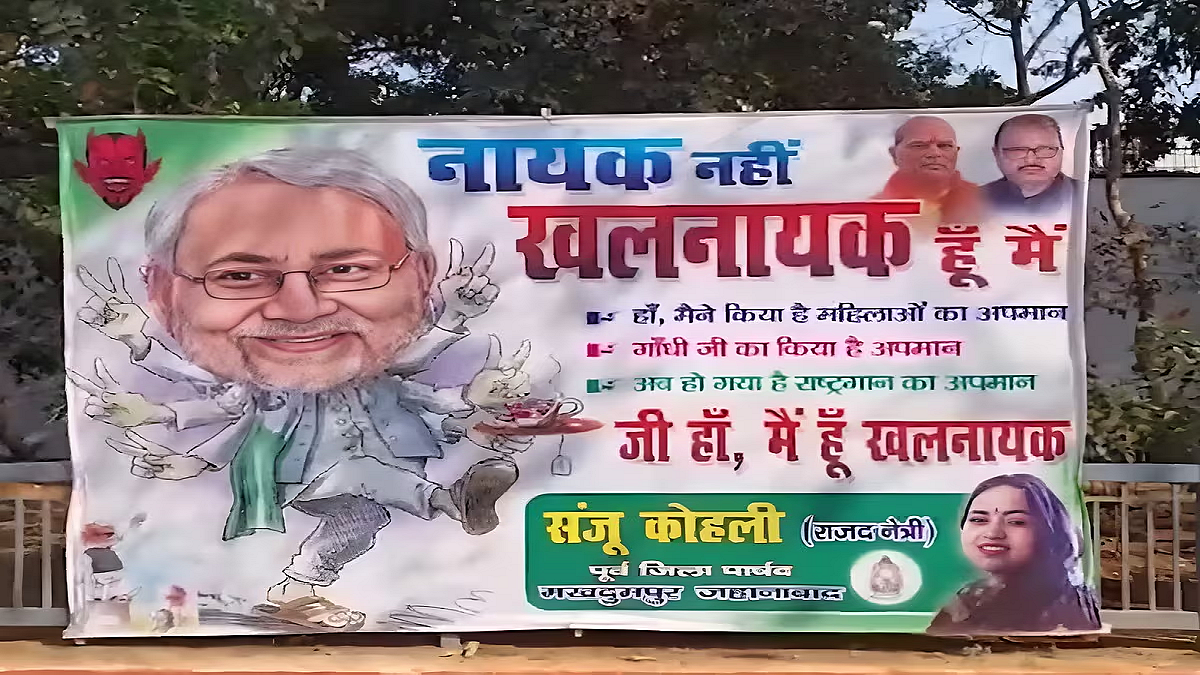 नायक नहीं
खलनायक हूँ मैं
हाँ, मैने किया है महिलाओं का अपमान
गाँधी जी का किया है अपमान
अब हो गया है राष्ट्रगान का अपमान
जी हाँ, मैं हूँ खलनायक
संजू कोहली (राजद नेत्री)
पूर्व जिला पार्षद
मखदुमपुर जहानाबाद